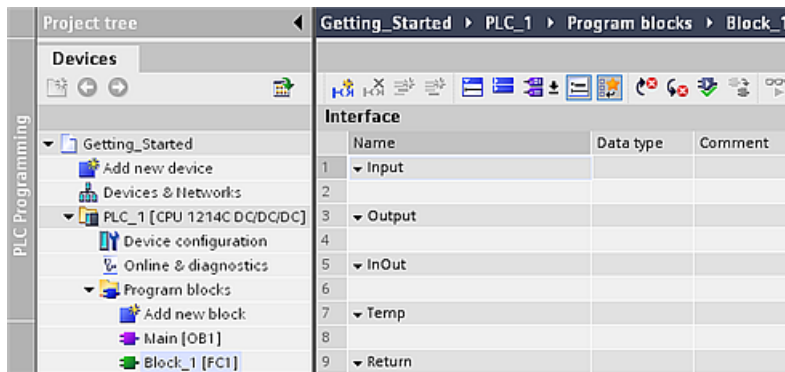 Project tree
Getting_Started ▸ PLC_1 ▸ Program blocks ▸ Block_1
Devices
PLC Programming
Interface
Name Data type Comment
1 Input
2
3 Output
4
5 InOut
6
7 Temp
8
9 Return
Getting_Started
Add new device
Devices & Networks
PLC_1 [CPU 1214C DC/DC/DC]
Device configuration
Online & diagnostics
Program blocks
Add new block
Main [OB1]
Block_1 [FC1]